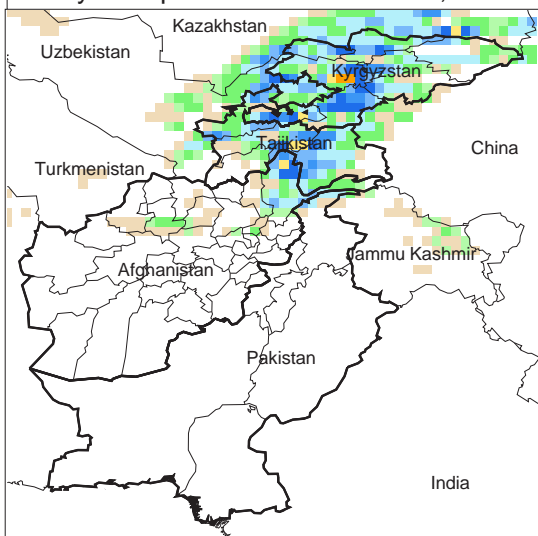 Kazakhstan
Uzbekistan
Kyrgyzstan
Tajikistan
China
Turkmenistan
Jammu Kashmir
Afghanistan
Pakistan
India